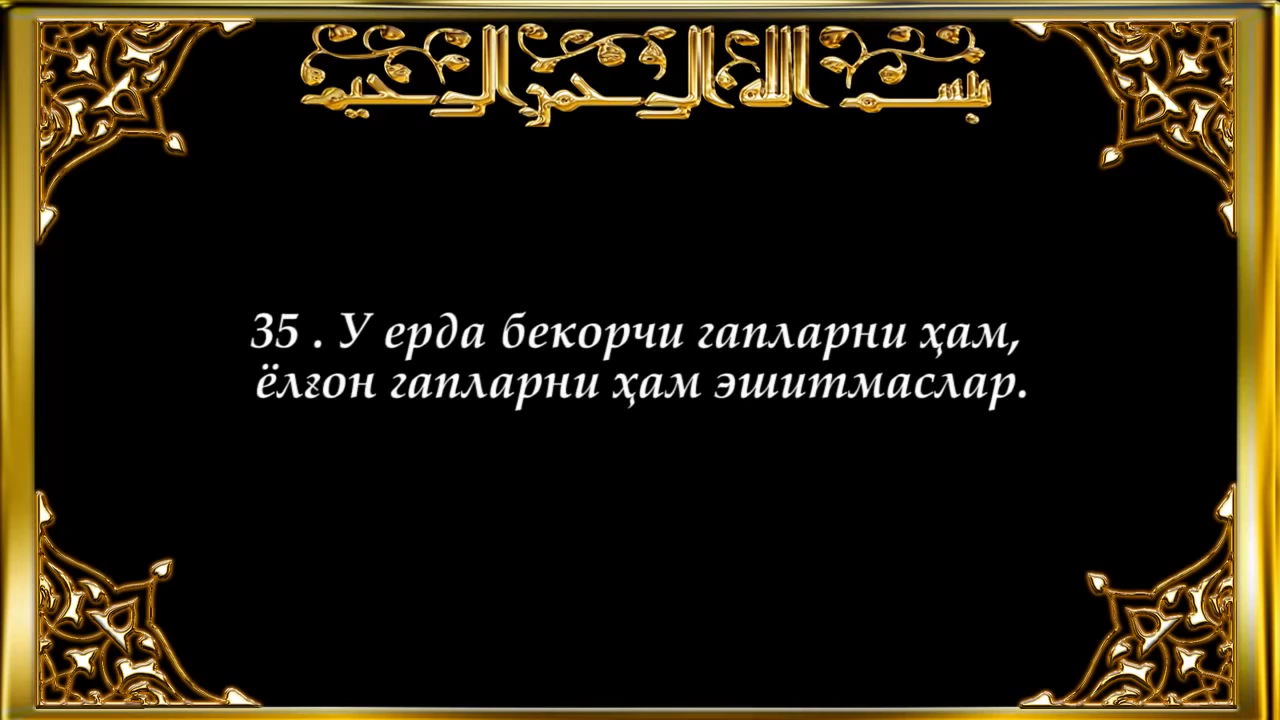 بسم الله الرحمن الرحيم
35 . У ерда бекорчи гапларни ҳам,
ёлғон гапларни ҳам эшитмаслар.